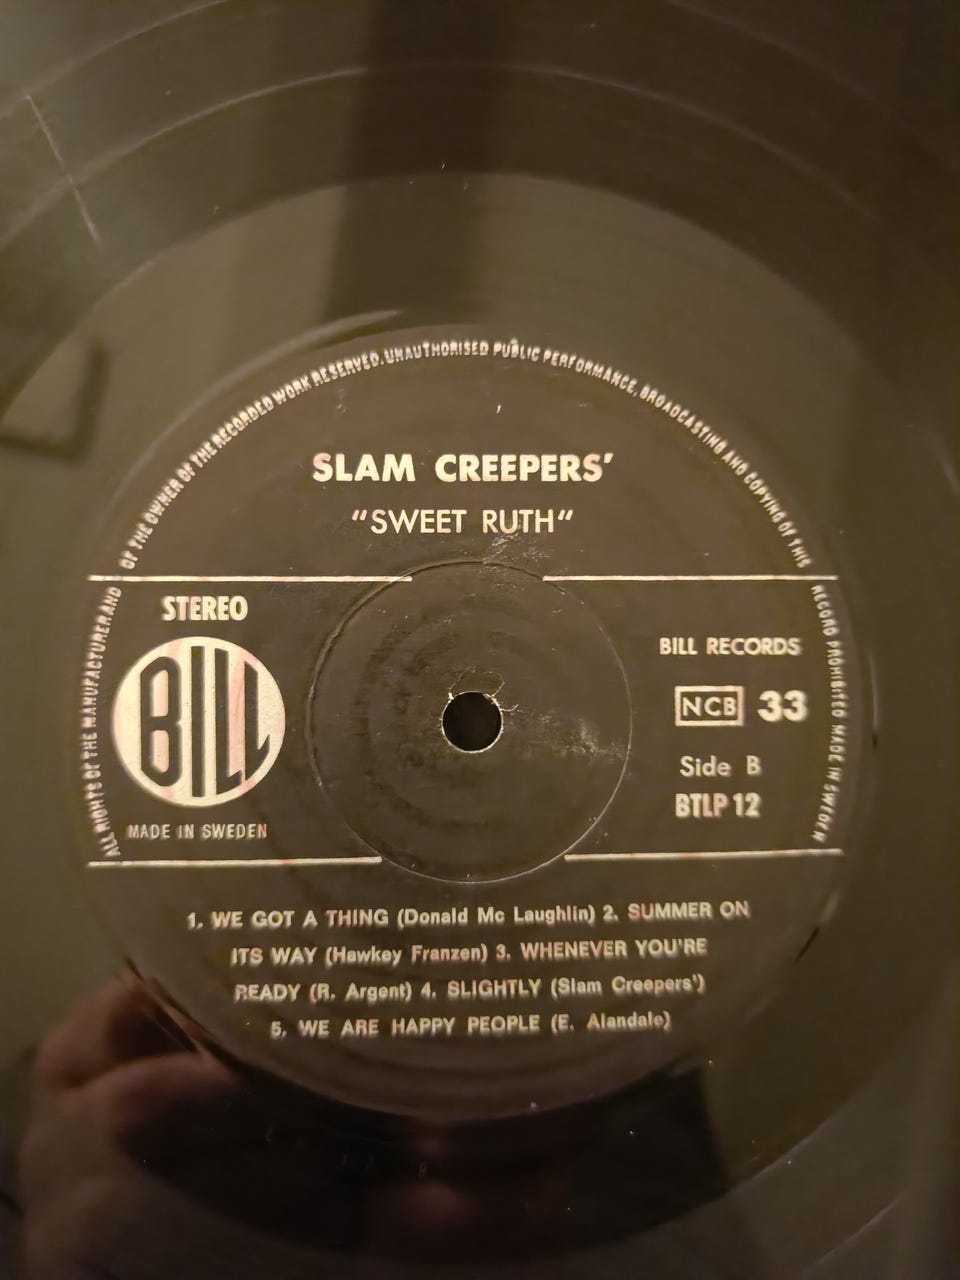 ALL RIGHTS OF THE MANUFACTURER AND OF THE OWNER OF THE RECORDED WORK RESERVED. UNAUTHORISED PUBLIC PERFORMANCE, BROADCASTING AND COPYING OF THIS RECORD PROHIBITED MADE IN SWEDEN
SLAM CREEPERS’
“SWEET RUTH“
STEREO
BILL
MADE IN SWEDEN
BILL RECORDS
NCB 33
Side B
BTLP 12
1. WE GOT A THING (Donald Mc Laughlin) 2. SUMMER ON
ITS WAY (Hawkey Franzen) 3. WHENEVER YOU'RE
READY (R. Argent) 4. SLIGHTLY (Slam Creepers')
5. WE ARE HAPPY PEOPLE (E. Alandale)